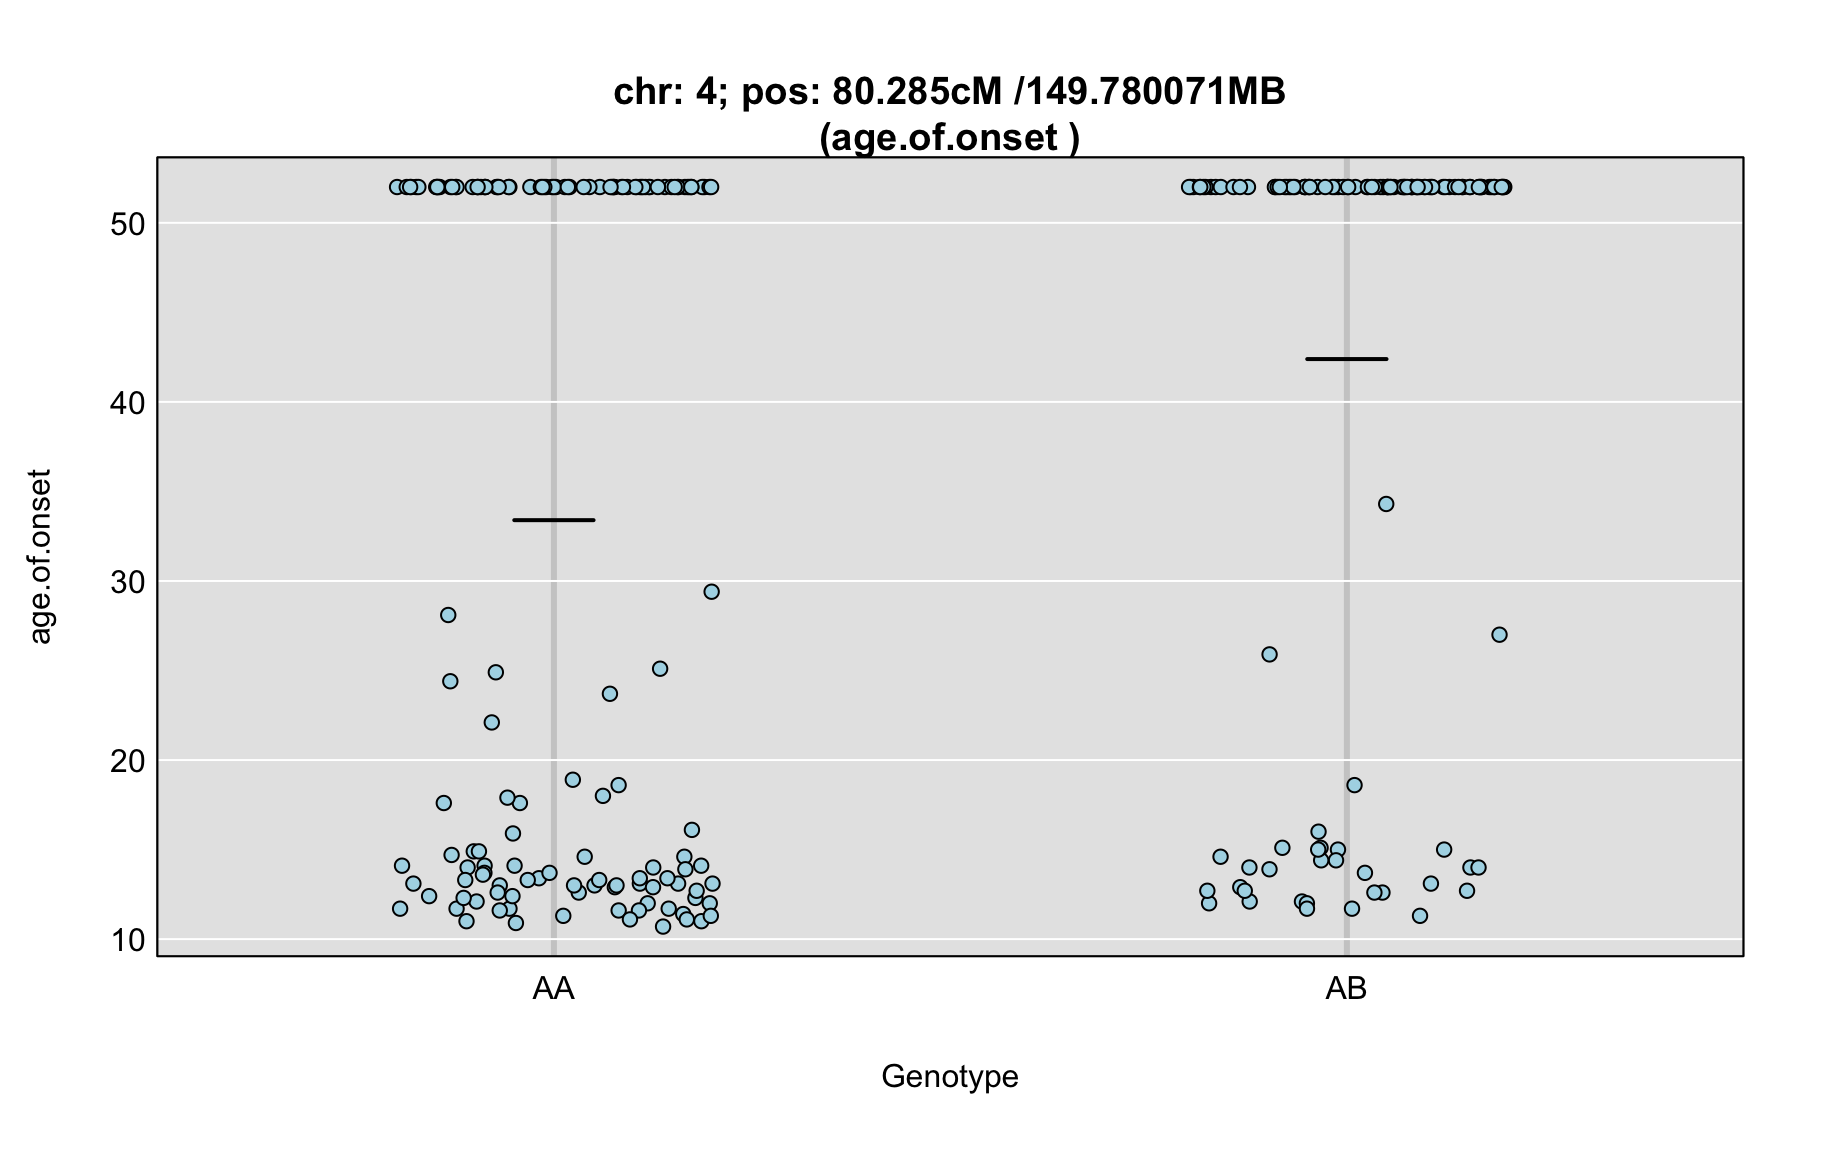 chr: 4; pos: 80.285cM /149.780071MB
(age.of.onset )
age.of.onset
50
40
30
20
10
AA
AB
Genotype